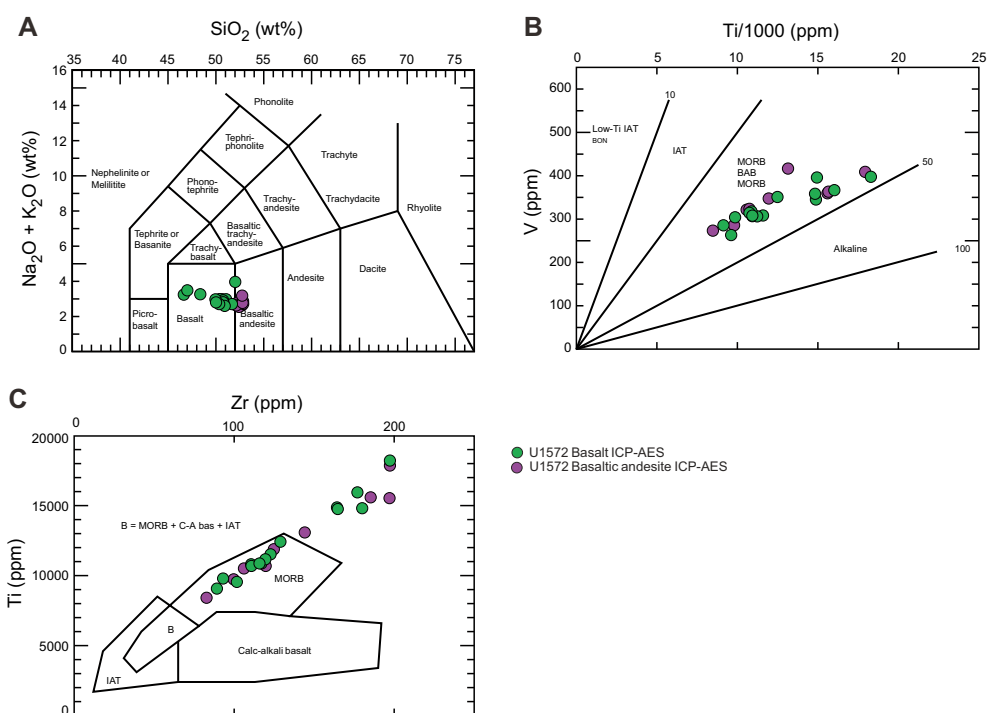 A
SiO2 (wt%)
35 40 45 50 55 60 65 70 75
16
14
12
10
8
6
4
2
0
Na2O + K2O (wt%)
Phonolite
Tephri-
phonolite
Trachyte
Nephelinite or
Melilitite
Phono-
tephrite
Trachy-
andesite
Trachydacite
Rhyolite
Tephrite or
Basanite
Basaltic
trachy-
andesite
Trachy-
basalt
Andesite
Dacite
Picro-
basalt
Basalt
Basaltic
andesite
B
Ti/1000 (ppm)
0 5 10 15 20 25
600
500
400
300
200
100
0
V (ppm)
10
Low-Ti IAT
BON
IAT
MORB
BAB
MORB
50
Alkaline
100
C
Zr (ppm)
0 100 200
20000
15000
10000
5000
0
Ti (ppm)
B = MORB + C-A bas + IAT
MORB
B
Calc-alkali basalt
IAT
U1572 Basalt ICP-AES
U1572 Basaltic andesite ICP-AES